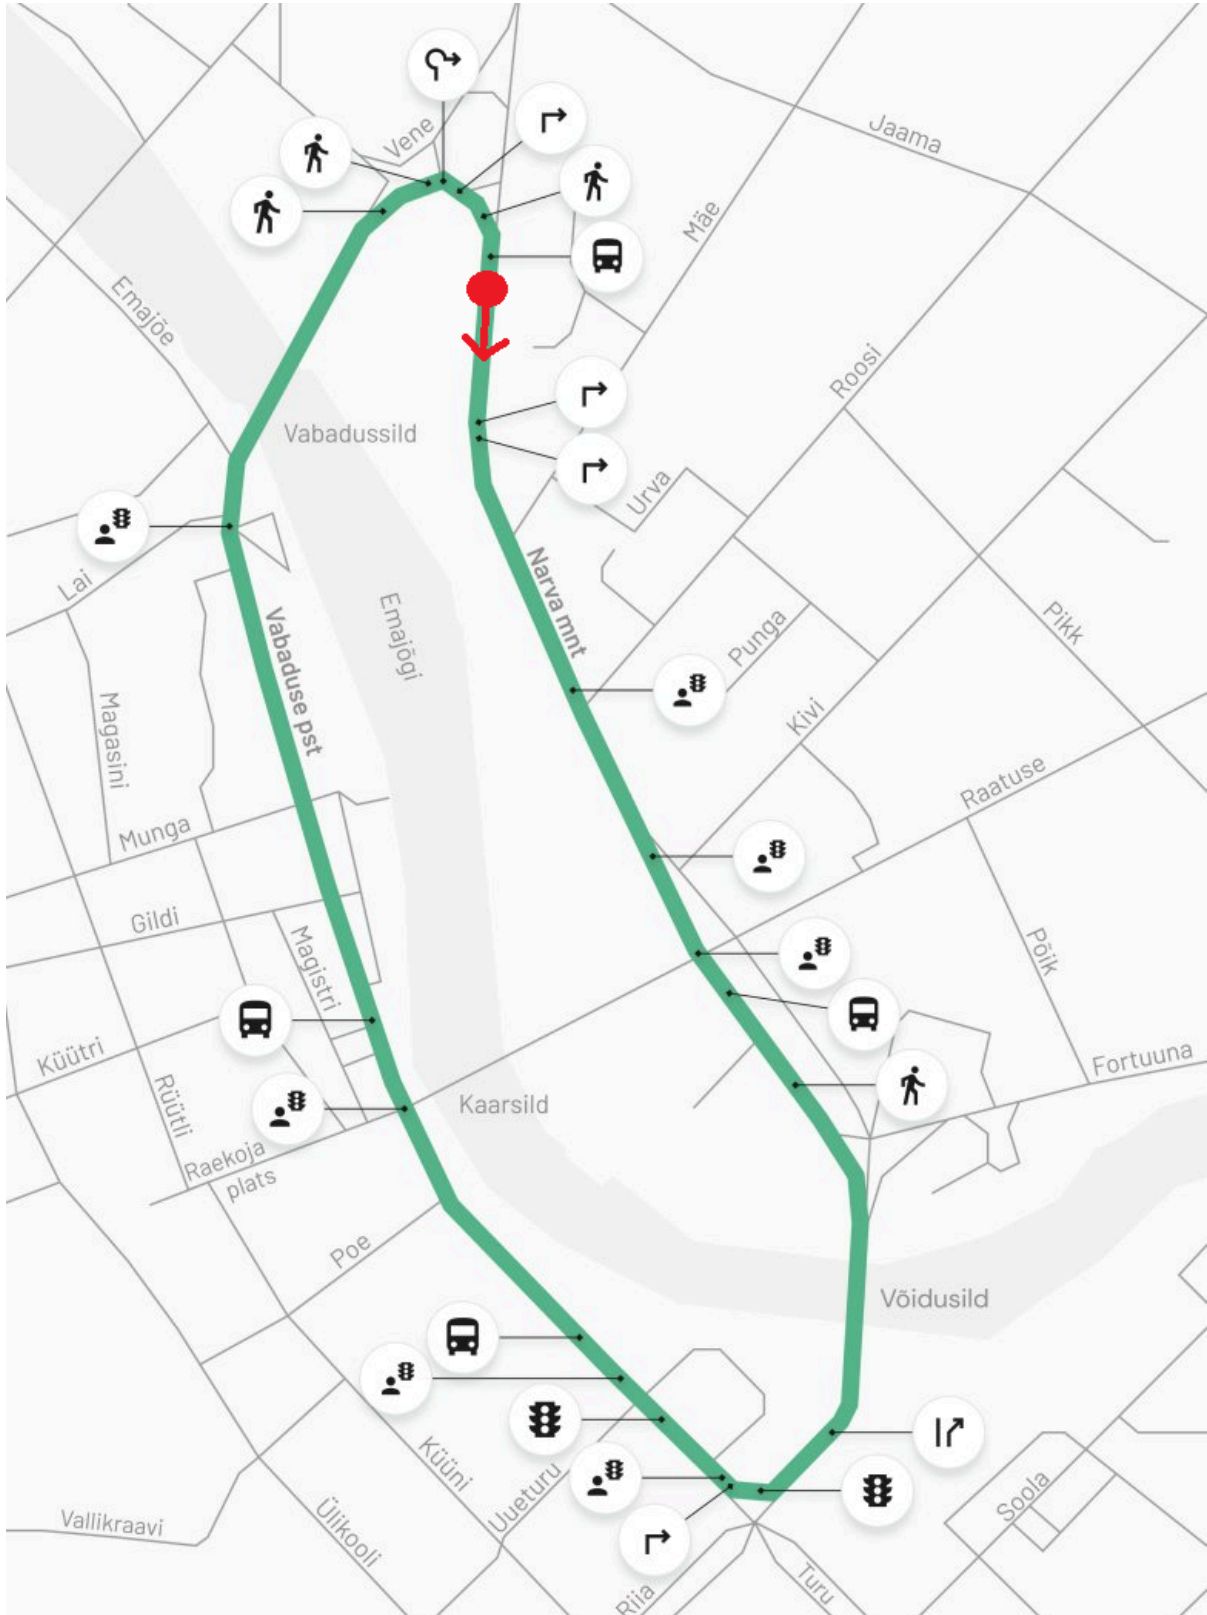 Vene
Jaama
Mäe
Emajõe
Roosi
Vabadussild
Urva
Lai
Narva mnt
Emajõgi
Pikk
Vabaduse pst
Punga
Magasini
Kivi
Raatuse
Munga
Gildi
Magistri
Põik
Küütri
Rüütli
Kaarsild
Fortuuna
Raekoja
plats
Poe
Võidusild
Küüni
Uueturu
Soola
Vallikraavi
Ülikooli
Riia
Turu